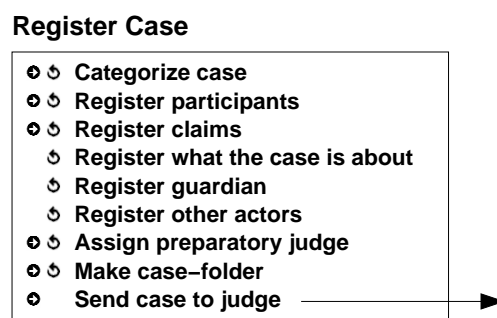 Register Case
Categorize case
Register participants
Register claims
Register what the case is about
Register guardian
Register other actors
Assign preparatory judge
Make case–folder
Send case to judge